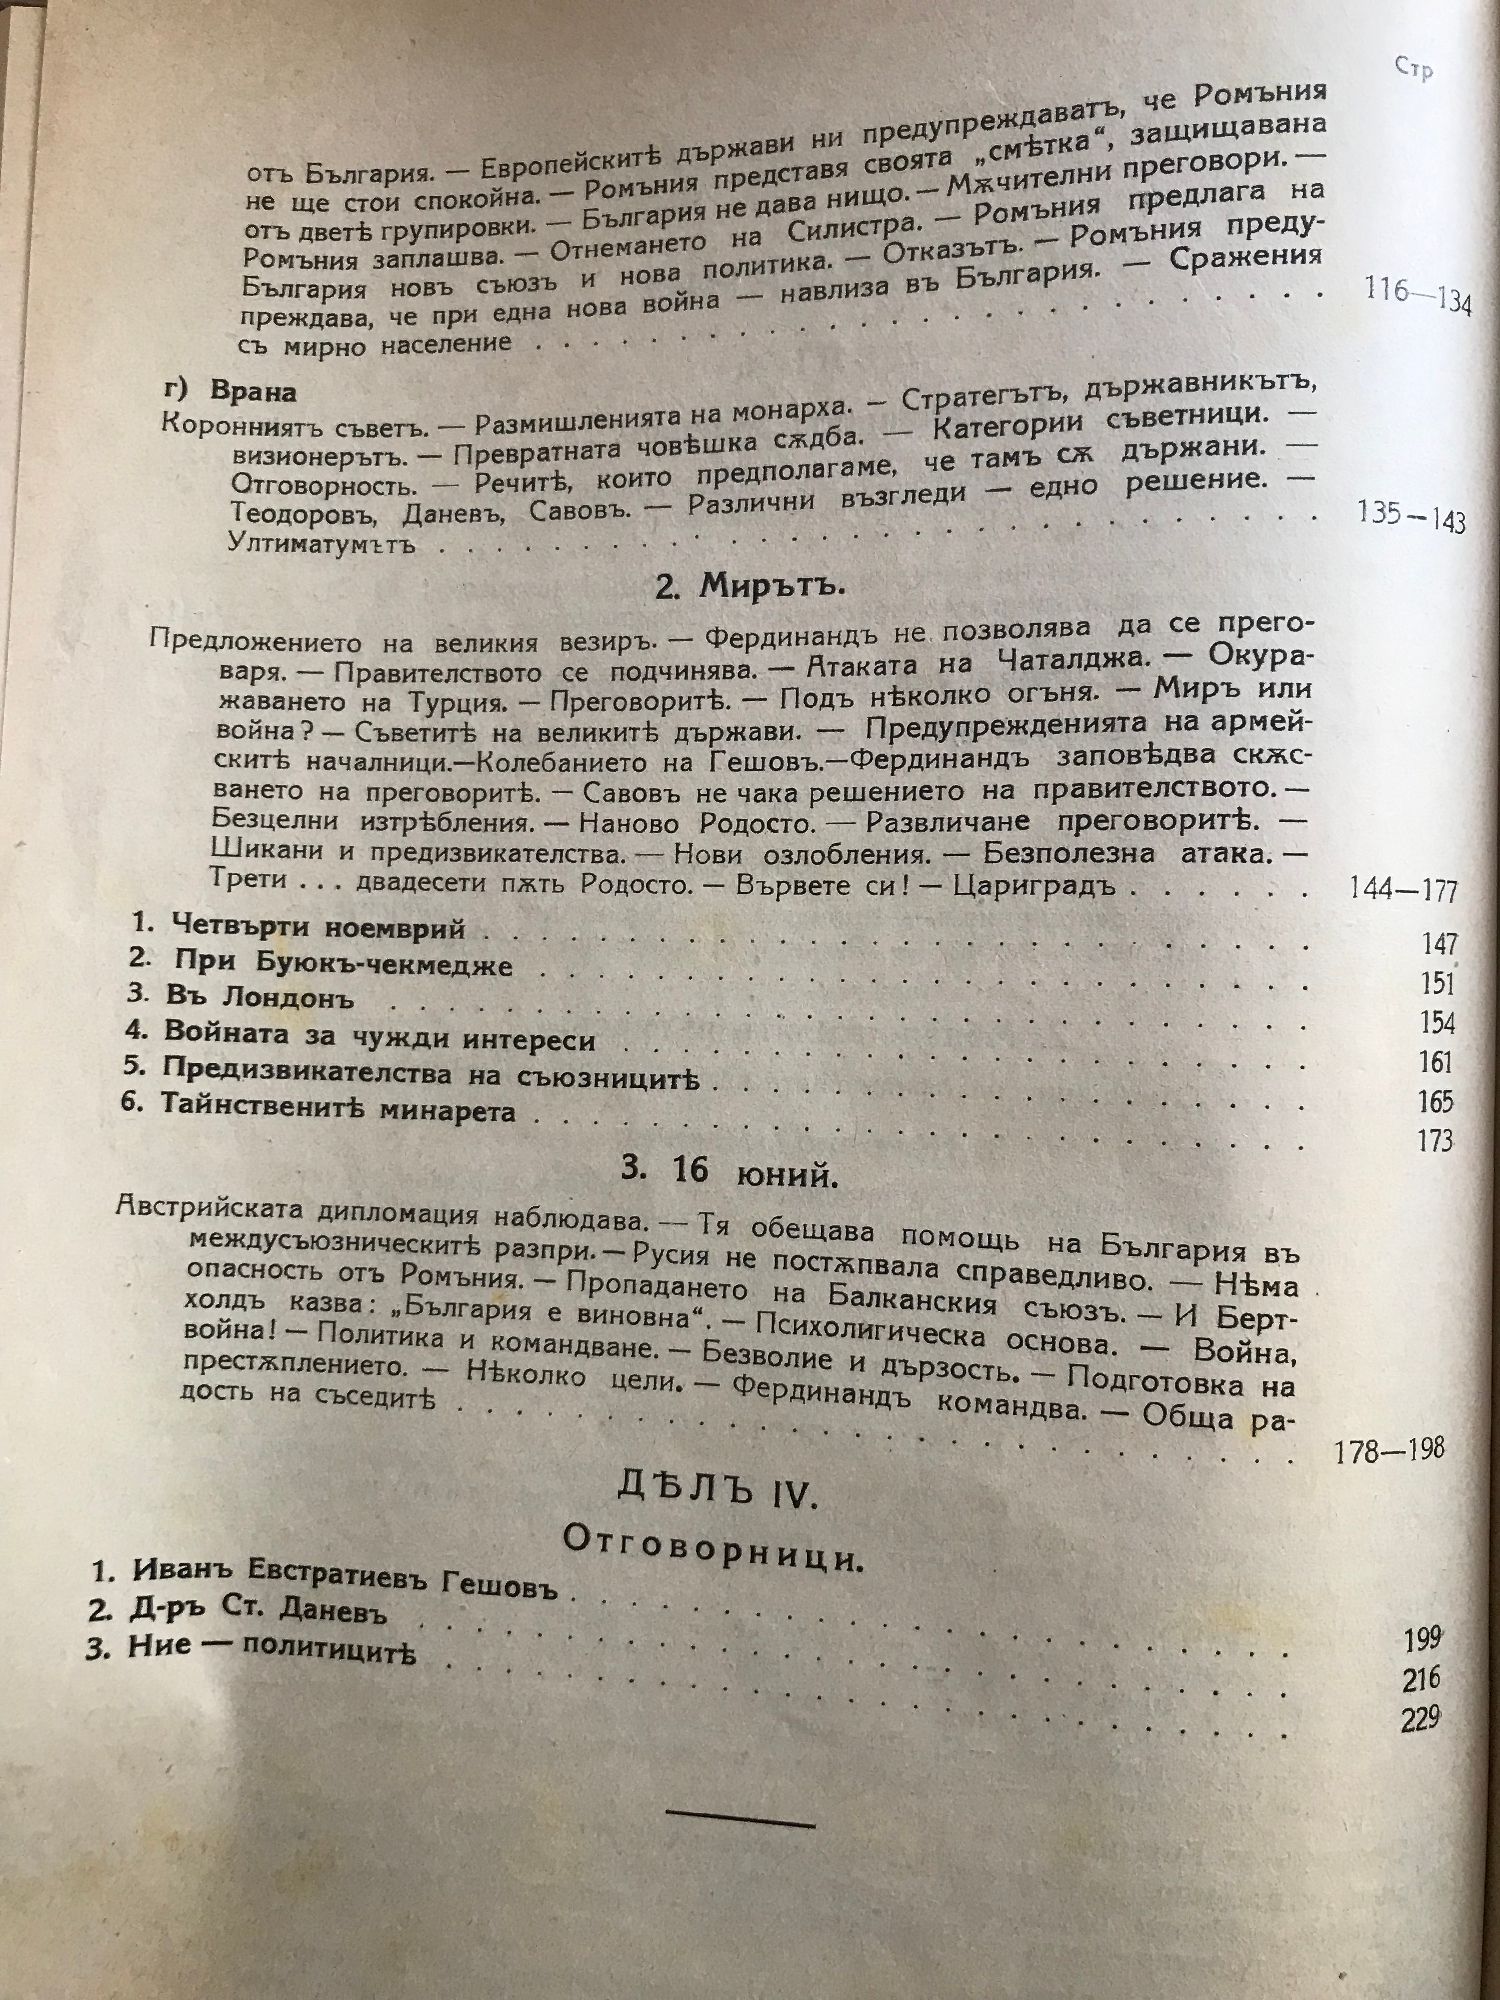 Стр
отъ България. — Европейскитѣ държави ни предупреждаватъ, че Ромъния
не ще стои спокойна. — Ромъния представя своята „смѣтка“, защищавана
отъ дветѣ групировки. — България не дава нищо. — Мѫчителни преговори. —
Ромъния заплашва. — Отнемането на Силистра. — Ромъния предлага на
България новъ съюзъ и нова политика. — Отказътъ. — Ромъния преду-
преждава, че при една нова война — навлиза въ България. — Сражения
съ мирно население . . . . . . . . . . . . . . . . . . . . 116—134
г) Врана
Коронниятъ съветъ. — Размишленията на монарха. — Стратегътъ, държавникътъ,
визионерътъ. — Превратната човѣшка сѫдба. — Категории съветници. —
Отговорность. — Речитѣ, които предполагаме, че тамъ сѫ държани. —
Теодоровъ, Даневъ, Савовъ. — Различни възгледи — едно решение. —
Ултиматумътъ . . . . . . . . . . . . . . . . . . . . . . 135—143
2. Мирътъ.
Предложението на великия везиръ. — Фердинандъ не позволява да се прего-
варя. — Правителството се подчинява. — Атаката на Чаталджа. — Окура-
жаването на Турция. — Преговоритѣ. — Подъ нѣколко огъня. — Миръ или
война? — Съветитѣ на великитѣ държави. — Предупрежденията на армей-
скитѣ началници.—Колебанието на Гешовъ.—Фердинандъ заповѣдва скѫс-
ването на преговоритѣ. — Савовъ не чака решението на правителството. —
Безцелни изтрѣбления. — Наново Родосто. — Развличане преговоритѣ. —
Шикани и предизвикателства. — Нови озлобления. — Безполезна атака. —
Трети . . . двадесети пѫть Родосто. — Вървете си! — Цариградъ . . . . . . 144—177
1. Четвърти ноемврий . . . . . . . . . . . . . . . . . . . . 147
2. При Буюкъ-чекмедже . . . . . . . . . . . . . . . . . . . 151
3. Въ Лондонъ . . . . . . . . . . . . . . . . . . . . . . . 154
4. Войната за чужди интереси . . . . . . . . . . . . . . . . 161
5. Предизвикателства на съюзницитѣ . . . . . . . . . . . . . . 165
6. Тайнственитѣ минарета . . . . . . . . . . . . . . . . . . 173
3. 16 юний.
Австрийската дипломация наблюдава. — Тя обещава помощь на България въ
междусъюзническитѣ разпри. — Русия не постѫпвала справедливо. — Нѣма
опасность отъ Ромъния. — Пропадането на Балканския съюзъ. — И Берт-
холдъ казва: „България е виновна“. — Психолигическа основа. — Война,
война! — Политика и командване. — Безволие и дързость. — Подготовка на
престѫплението. — Нѣколко цели. — Фердинандъ командва. — Обща ра-
дость на съседитѣ . . . . . . . . . . . . . . . . . . . . 178—198
ДѢЛЪ IV.
Отговорници.
1. Иванъ Евстратиевъ Гешовъ . . . . . . . . . . . . . . . . . 199
2. Д-ръ Ст. Даневъ . . . . . . . . . . . . . . . . . . . . . 216
3. Ние — политицитѣ . . . . . . . . . . . . . . . . . . . . 229